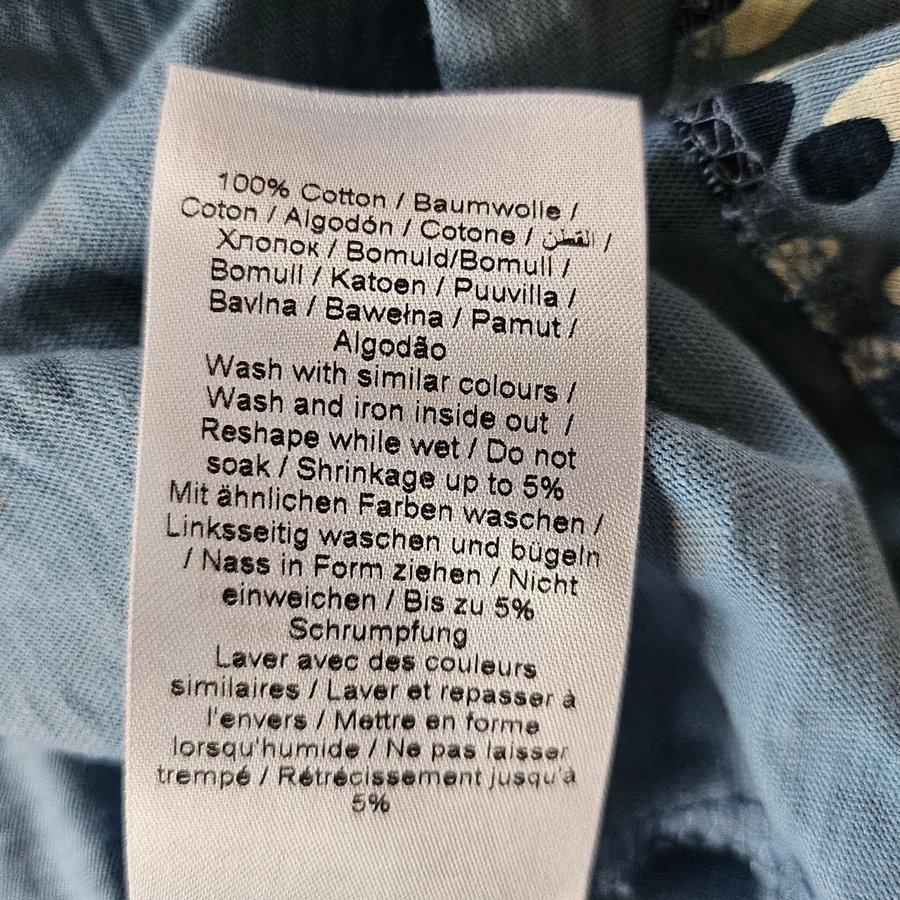 100% Cotton / Baumwolle /
Coton / Algodón / Cotone / القطن /
Хлопок / Bomuld/Bomull /
Bomull / Katoen / Puuvilla /
Bavlna / Bawełna / Pamut /
Algodão
Wash with similar colours /
Wash and iron inside out /
Reshape while wet / Do not
soak / Shrinkage up to 5%
Mit ähnlichen Farben waschen /
Linksseitig waschen und bügeln
/ Nass in Form ziehen / Nicht
einweichen / Bis zu 5%
Schrumpfung
Laver avec des couleurs
similaires / Laver et repasser à
l'envers / Mettre en forme
lorsqu'humide / Ne pas laisser
trempé / Rétrécissement jusqu'à
5%